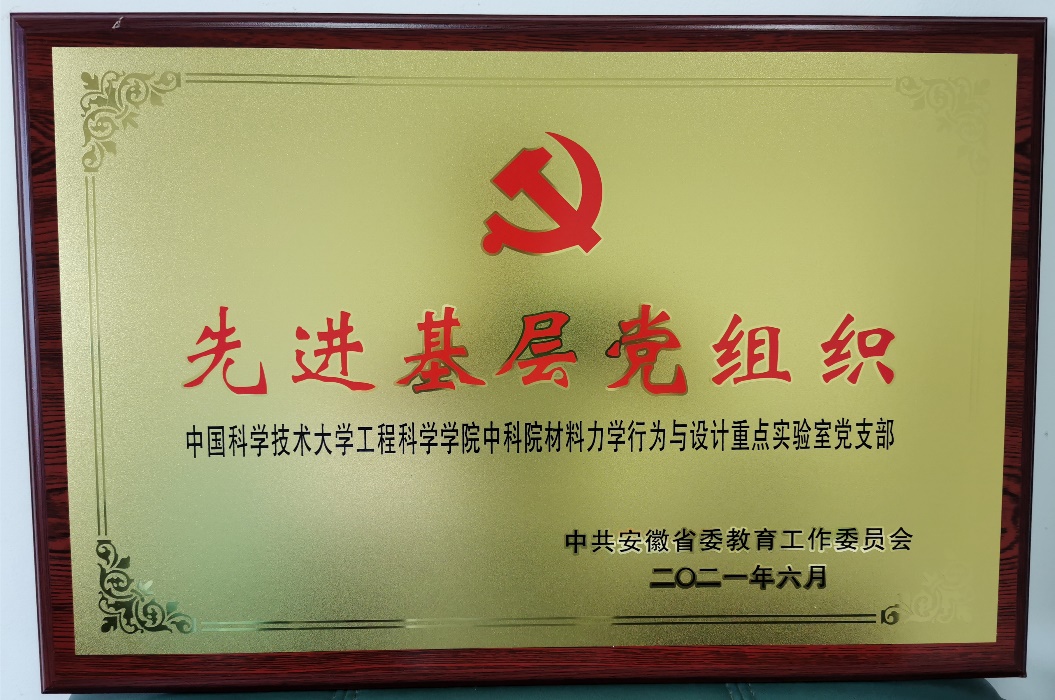 先进基层党组织
中国科学技术大学工程科学学院中科院材料力学行为与设计重点实验室党支部
中共安徽省委教育工作委员会
二〇二一年六月